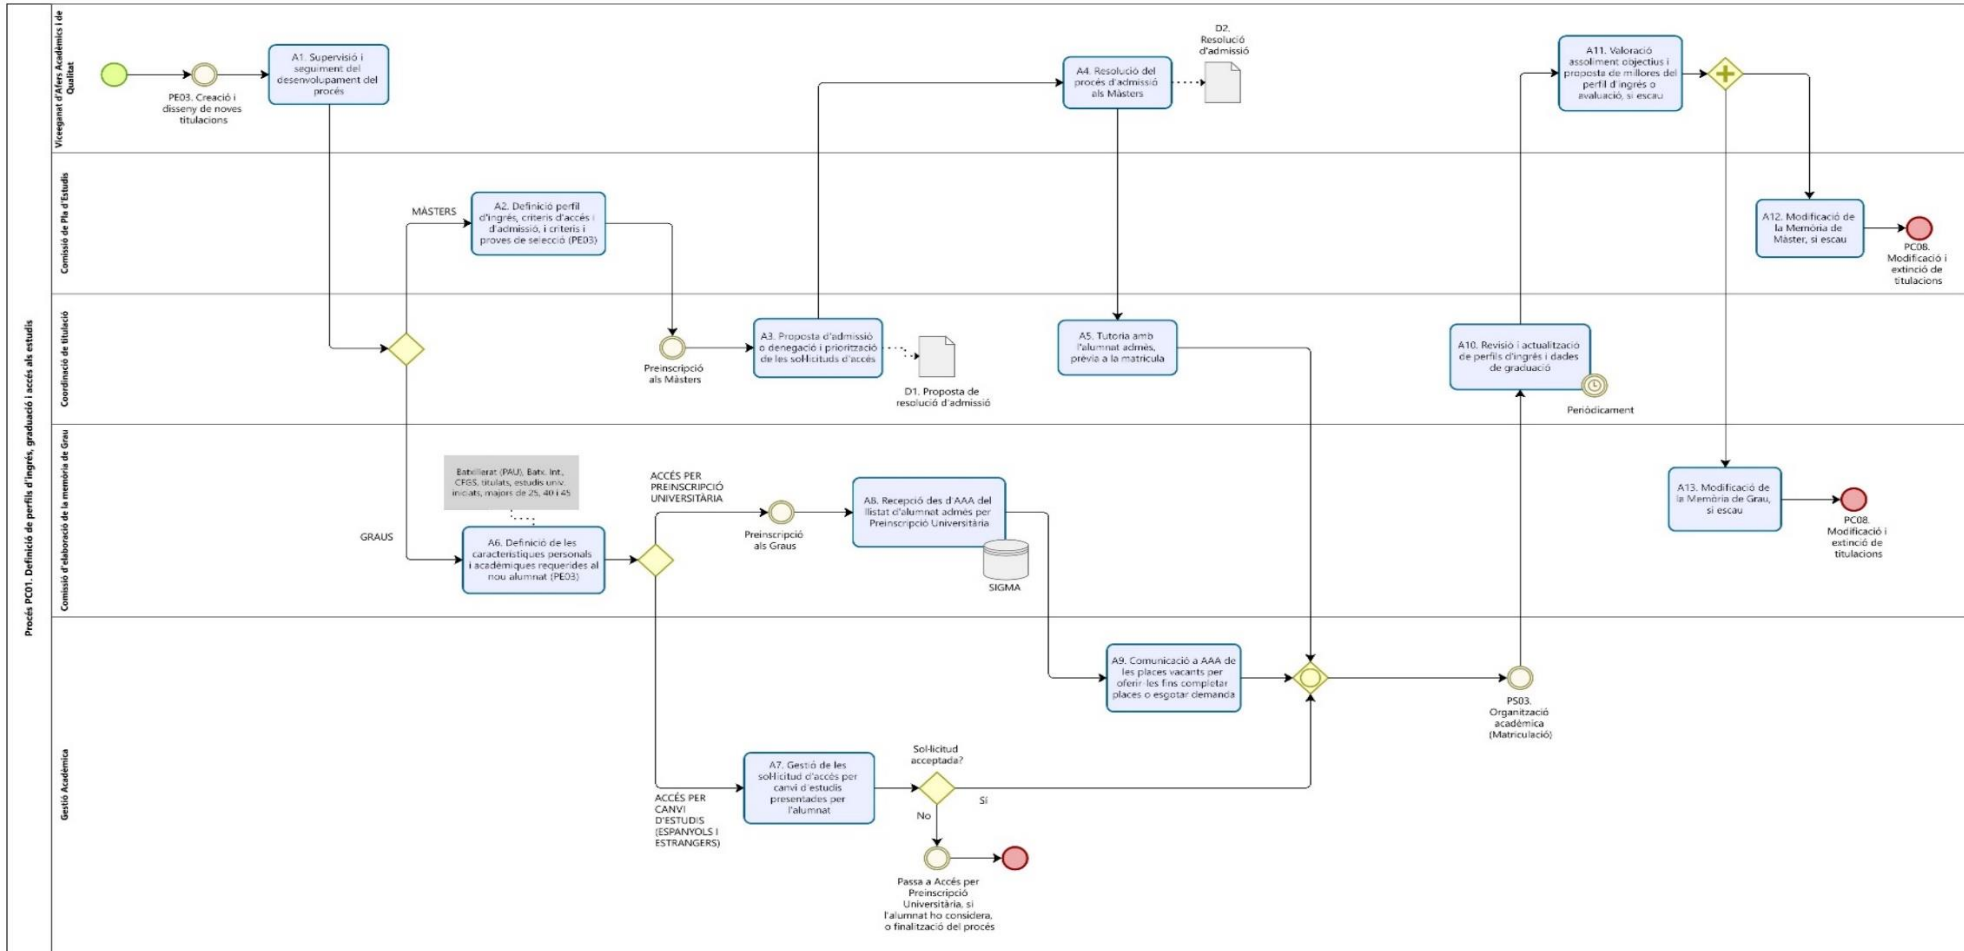 Procés PC01. Definició de perfils d'ingrés, graduació i accés als estudis
Vicedeganat d'Afers Acadèmics i de
Qualitat
PE03. Creació i
disseny de noves
titulacions
A1. Supervisió i
seguiment del
desenvolupament del
procés
A4. Resolució del
procés d'admissió
als Màsters
D2.
Resolució
d'admissió
A11. Valoració
assoliment objectius i
proposta de millores del
perfil d'ingrés o
avaluació, si escau
Comissió de Pla d'Estudis
MÀSTERS
A2. Definició perfil
d'ingrés, criteris d'accés i
d'admissió, i criteris i
proves de selecció (PE03)
A12. Modificació de
la Memòria de
Màster, si escau
PC08.
Modificació i
extinció de
titulacions
Coordinació de titulació
Preinscripció
als Màsters
A3. Proposta d'admissió
o denegació i priorització
de les sol·licituds d'accés
D1. Proposta de
resolució d'admissió
A5. Tutoria amb
l'alumnat admès,
prèvia a la matrícula
A10. Revisió i actualització
de perfils d'ingrés i dades
de graduació
Periòdicament
Comissió d'elaboració de la memòria de Grau
Batxillerat (PAU), Batx. Int.,
CFGS, titulats, estudis univ.
iniciats, majors de 25, 40 i 45
GRAUS
A6. Definició de les
característiques personals
i acadèmiques requerides al
nou alumnat (PE03)
ACCÉS PER
PREINSCRIPCIÓ
UNIVERSITÀRIA
Preinscripció
als Graus
A8. Recepció des d'AAA del
llistat d'alumnat admès per
Preinscripció Universitària
SIGMA
A13. Modificació de
la Memòria de Grau,
si escau
PC08.
Modificació i
extinció de
titulacions
Gestió Acadèmica
A9. Comunicació a AAA de
les places vacants per
oferir-les fins completar
places o esgotar demanda
PS03.
Organització
acadèmica
(Matriculació)
ACCÉS PER
CANVI
D'ESTUDIS
(ESPANYOLS I
ESTRANGERS)
A7. Gestió de les
sol·licitud d'accés per
canvi d'estudis
presentades per
l'alumnat
Sol·licitud
acceptada?
Sí
No
Passa a Accés per
Preinscripció
Universitària, si
l'alumnat ho considera,
o finalització del procés